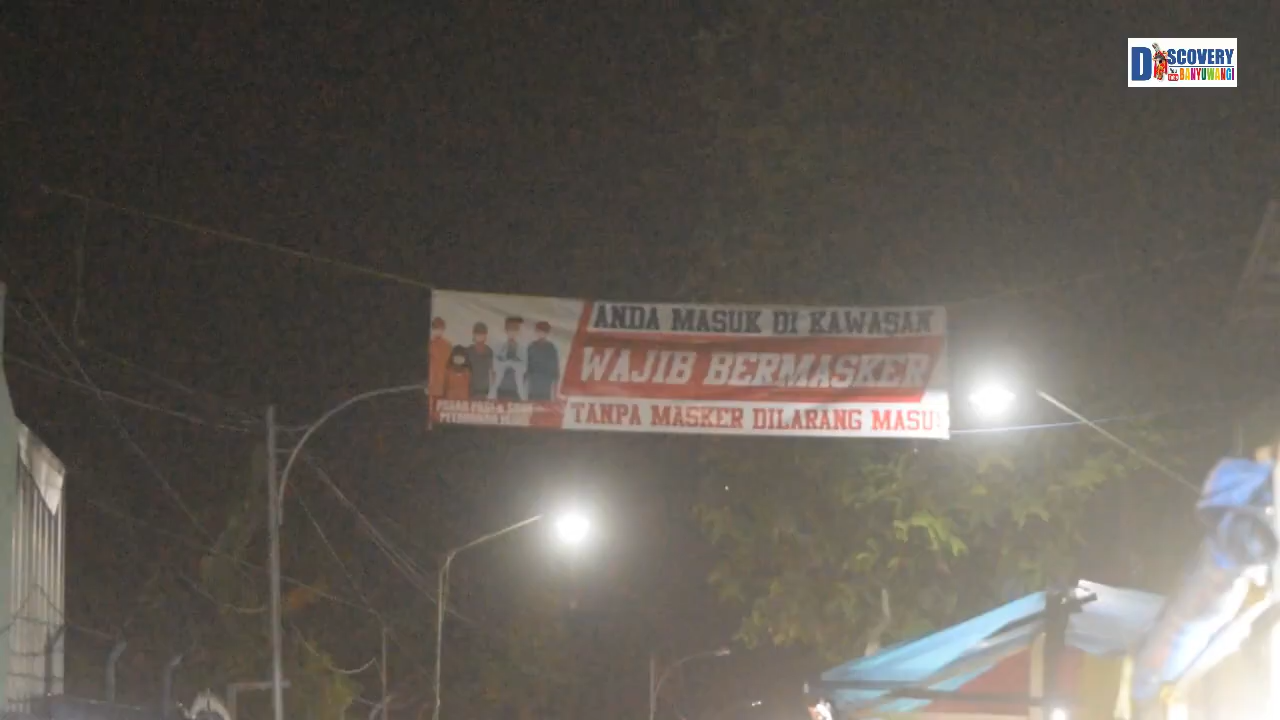 DISCOVERY
BANYUWANGI
ANDA MASUK DI KAWASAN
WAJIB BERMASKER
TANPA MASKER DILARANG MASU!